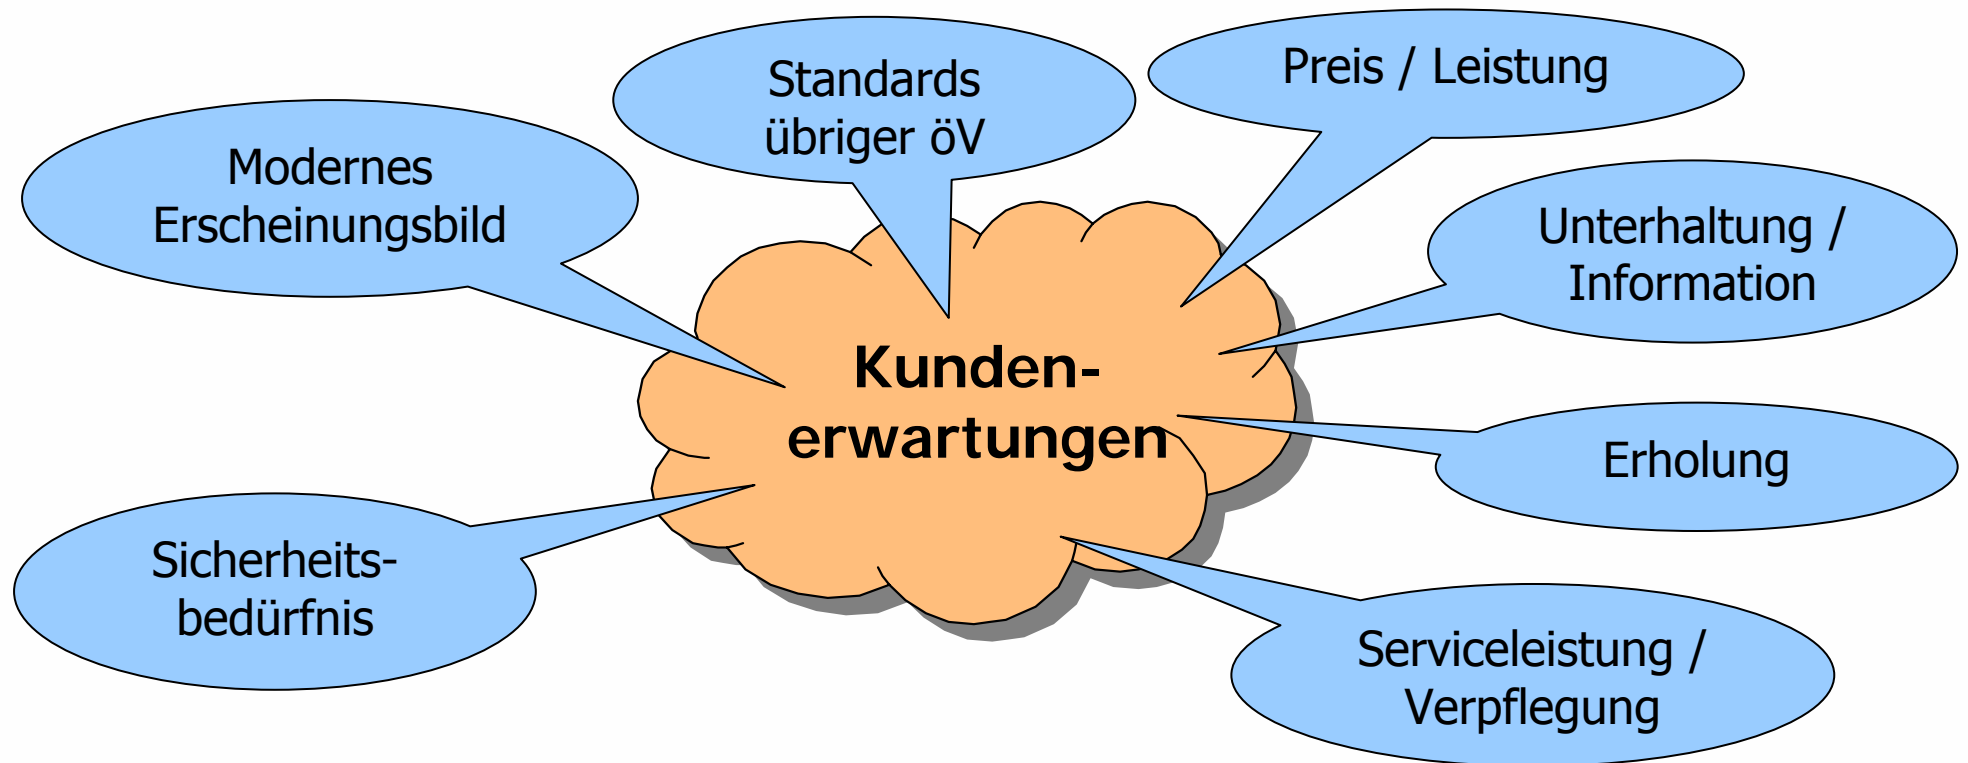 Standards
übriger öV
Preis / Leistung
Modernes
Erscheinungsbild
Unterhaltung /
Information
Kunden-
erwartungen
Erholung
Sicherheits-
bedürfnis
Serviceleistung /
Verpflegung